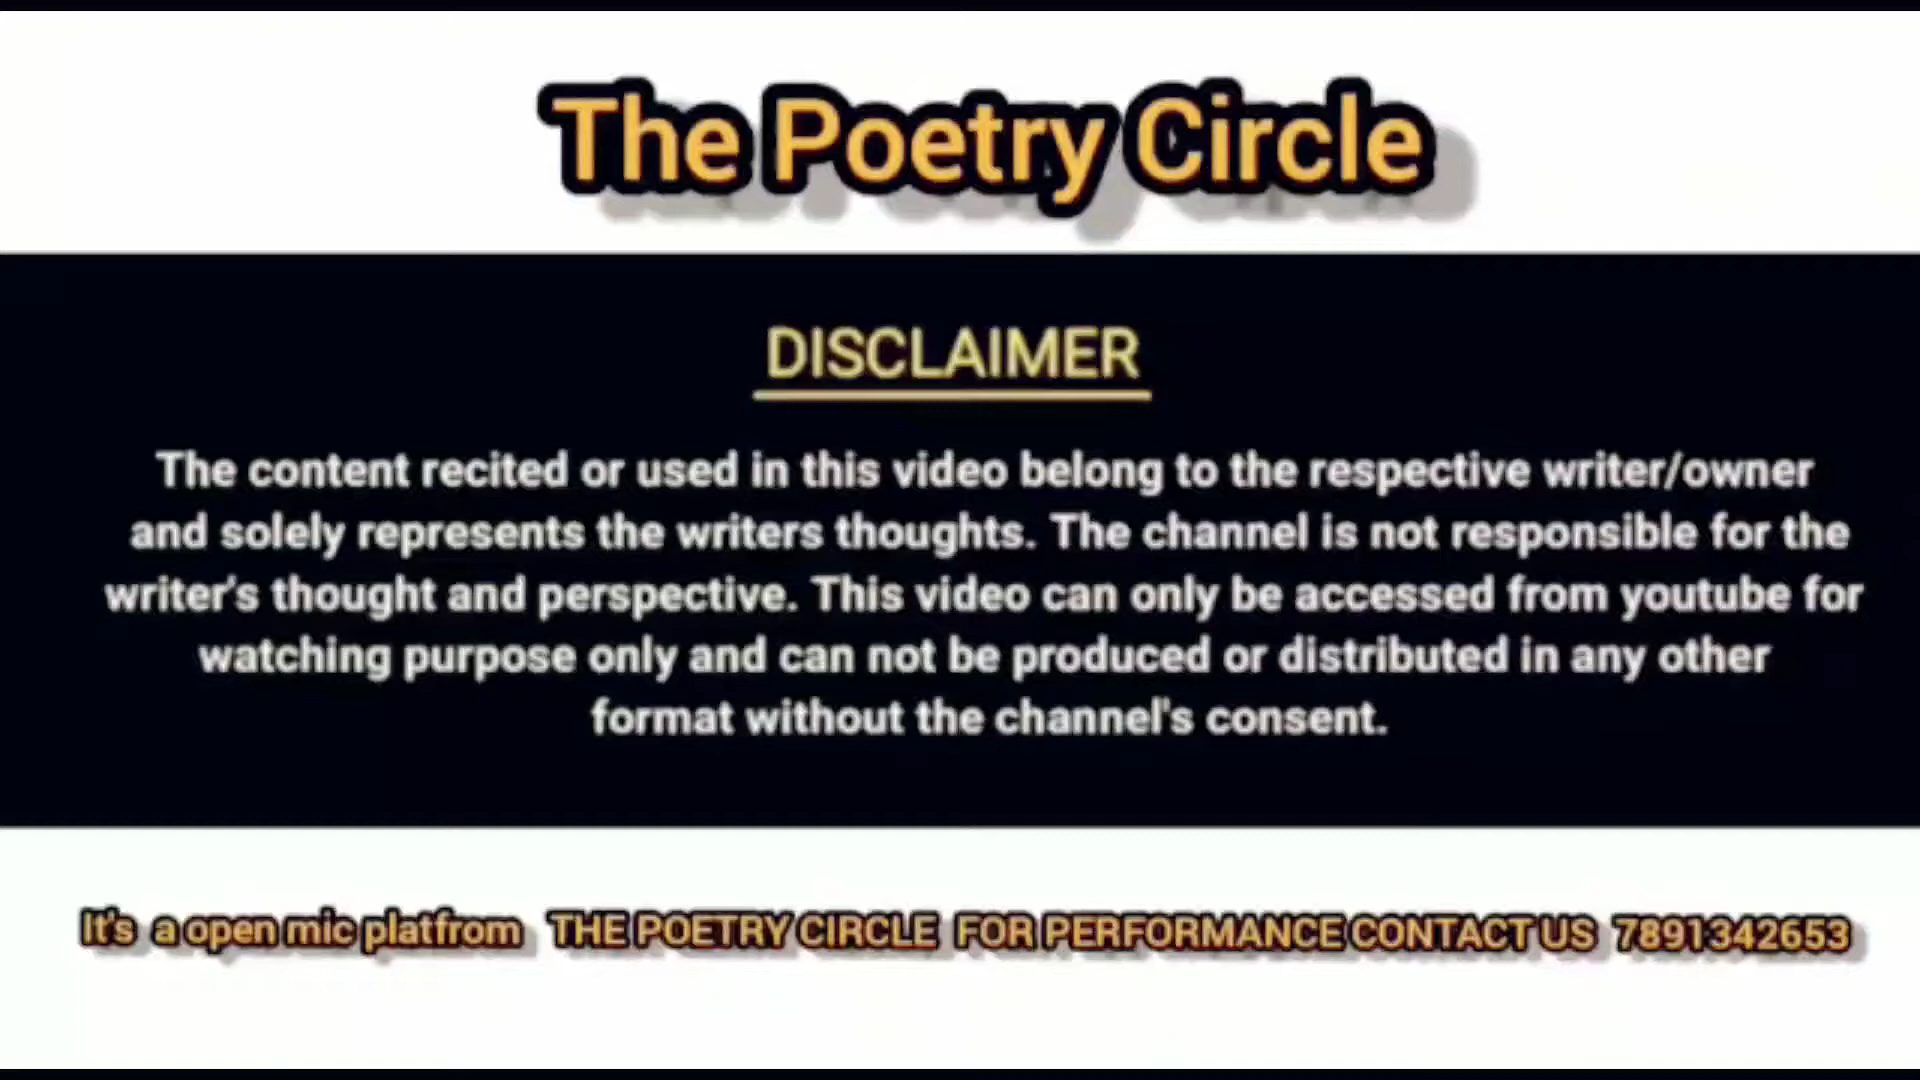 The Poetry Circle
DISCLAIMER
The content recited or used in this video belong to the respective writer/owner
and solely represents the writers thoughts. The channel is not responsible for the
writer's thought and perspective. This video can only be accessed from youtube for
watching purpose only and can not be produced or distributed in any other
format without the channel's consent.
It's a open mic platfrom THE POETRY CIRCLE FOR PERFORMANCE CONTACT US 7891342653